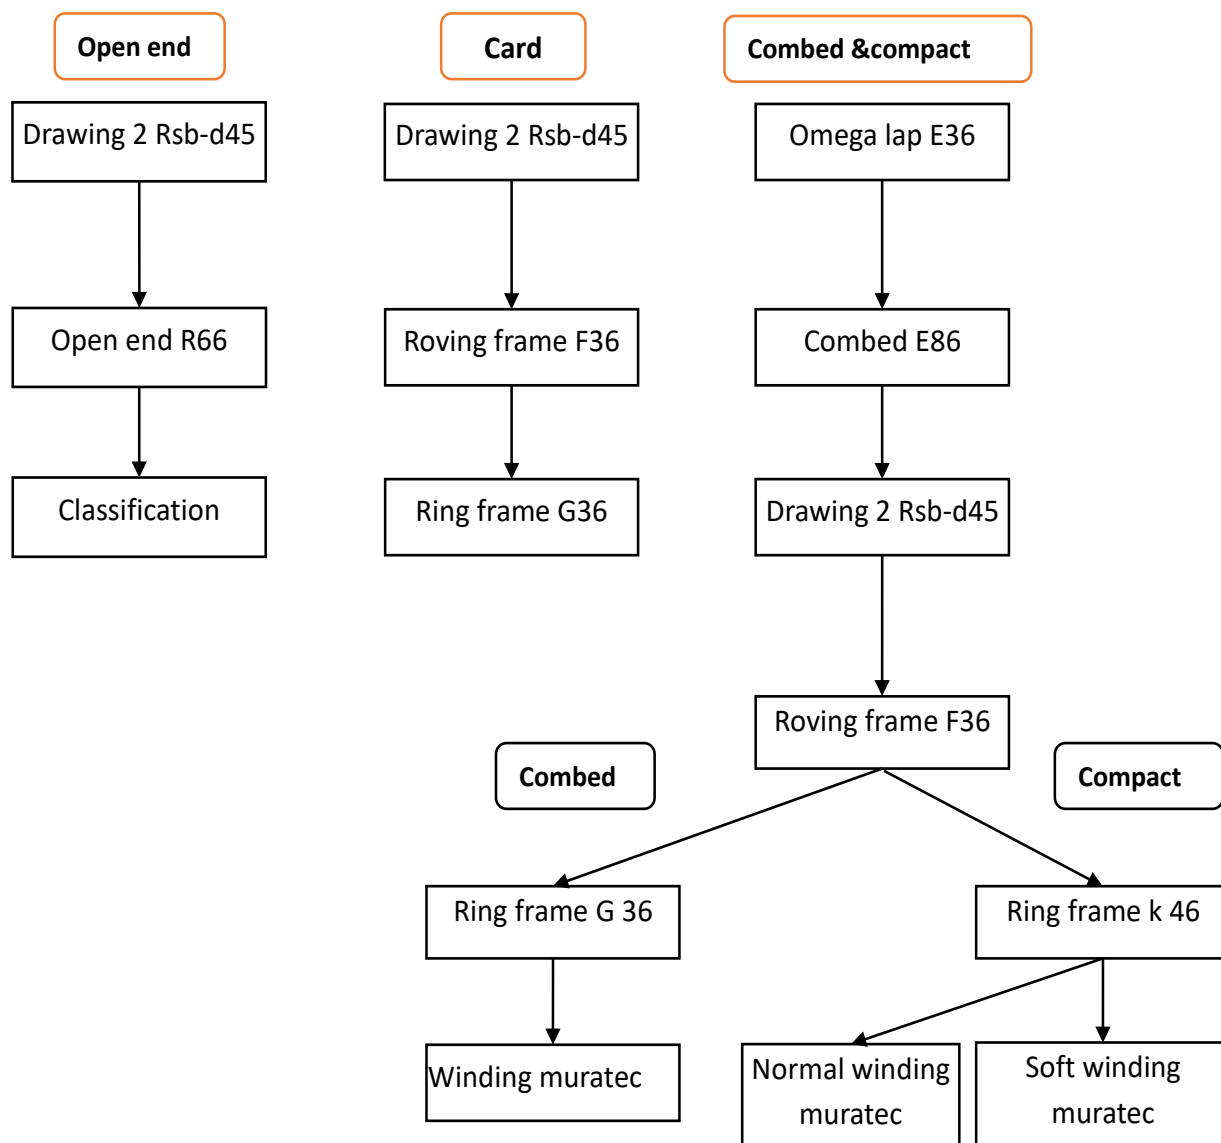 Open end
Card
Combed &compact
Drawing 2 Rsb-d45
Drawing 2 Rsb-d45
Omega lap E36
Open end R66
Roving frame F36
Combed E86
Classification
Ring frame G36
Drawing 2 Rsb-d45
Roving frame F36
Combed
Compact
Ring frame G 36
Ring frame k 46
Winding muratec
Normal winding
muratec
Soft winding
muratec